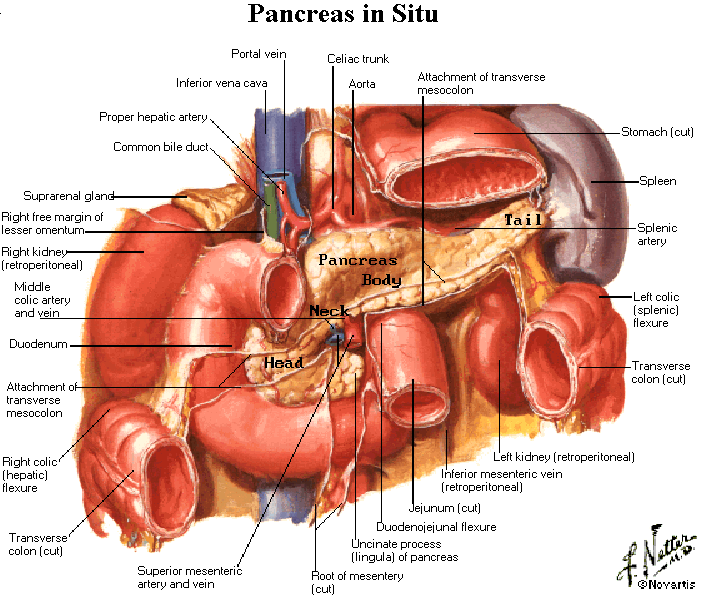 Pancreas in Situ
Portal vein
Celiac trunk
Attachment of transverse
mesocolon
Inferior vena cava
Aorta
Proper hepatic artery
Stomach (cut)
Common bile duct
Spleen
Suprarenal gland
Right free margin of
lesser omentum
Tail
Splenic
artery
Right kidney
(retroperitoneal)
Pancreas
Body
Middle
colic artery
and vein
Left colic
(splenic)
flexure
Neck
Duodenum
Head
Transverse
colon (cut)
Attachment of
transverse
mesocolon
Right colic
(hepatic)
flexure
Left kidney (retroperitoneal)
Inferior mesenteric vein
(retroperitoneal)
Jejunum (cut)
Duodenojejunal flexure
Transverse
colon (cut)
Uncinate process
(lingula) of pancreas
Superior mesenteric
artery and vein
Root of mesentery
(cut)
F. Netter
M.D.
©Novartis